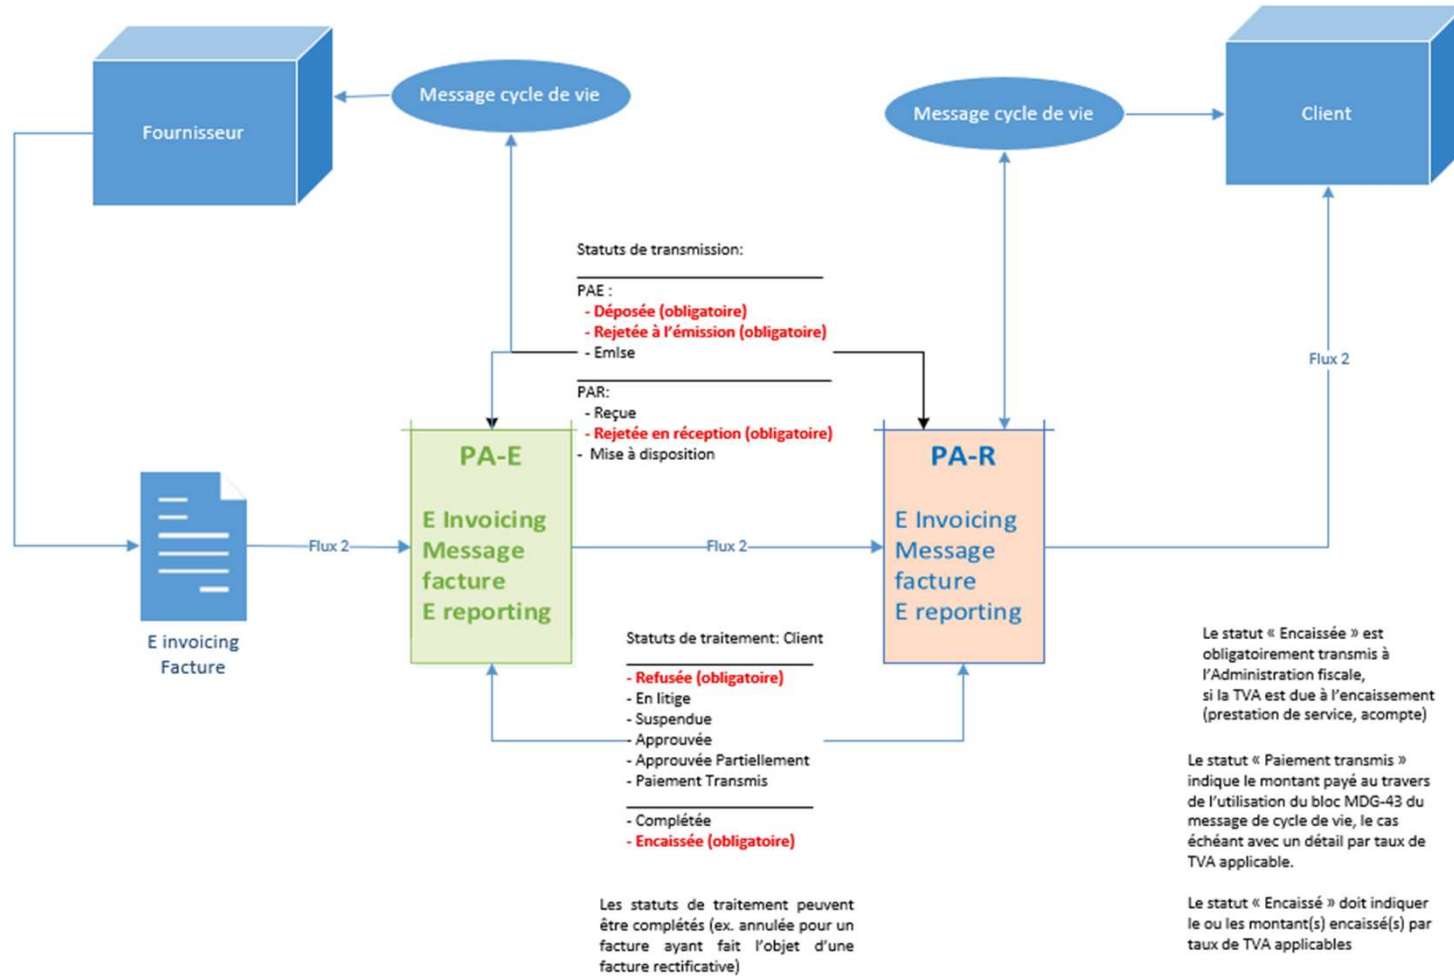 Fournisseur
Message cycle de vie
Message cycle de vie
Client
Statuts de transmission:
PAE :
- Déposée (obligatoire)
- Rejetée à l'émission (obligatoire)
- EmIse
PAR:
- Reçue
- Rejetée en réception (obligatoire)
- Mise à disposition
Flux 2
PA-E
E Invoicing
Message
facture
E reporting
PA-R
E Invoicing
Message
facture
E reporting
Flux 2
Flux 2
E invoicing
Facture
Statuts de traitement: Client
- Refusée (obligatoire)
- En litige
- Suspendue
- Approuvée
- Approuvée Partiellement
- Paiement Transmis
- Complétée
- Encaissée (obligatoire)
Les statuts de traitement peuvent
être complétés (ex. annulée pour un
facture ayant fait l'objet d'une
facture rectificative)
Le statut « Encaissée » est
obligatoirement transmis à
l'Administration fiscale,
si la TVA est due à l'encaissement
(prestation de service, acompte)
Le statut « Paiement transmis »
indique le montant payé au travers
de l'utilisation du bloc MDG-43 du
message de cycle de vie, le cas
échéant avec un détail par taux de
TVA applicable.
Le statut « Encaissé » doit indiquer
le ou les montant(s) encaissé(s) par
taux de TVA applicables